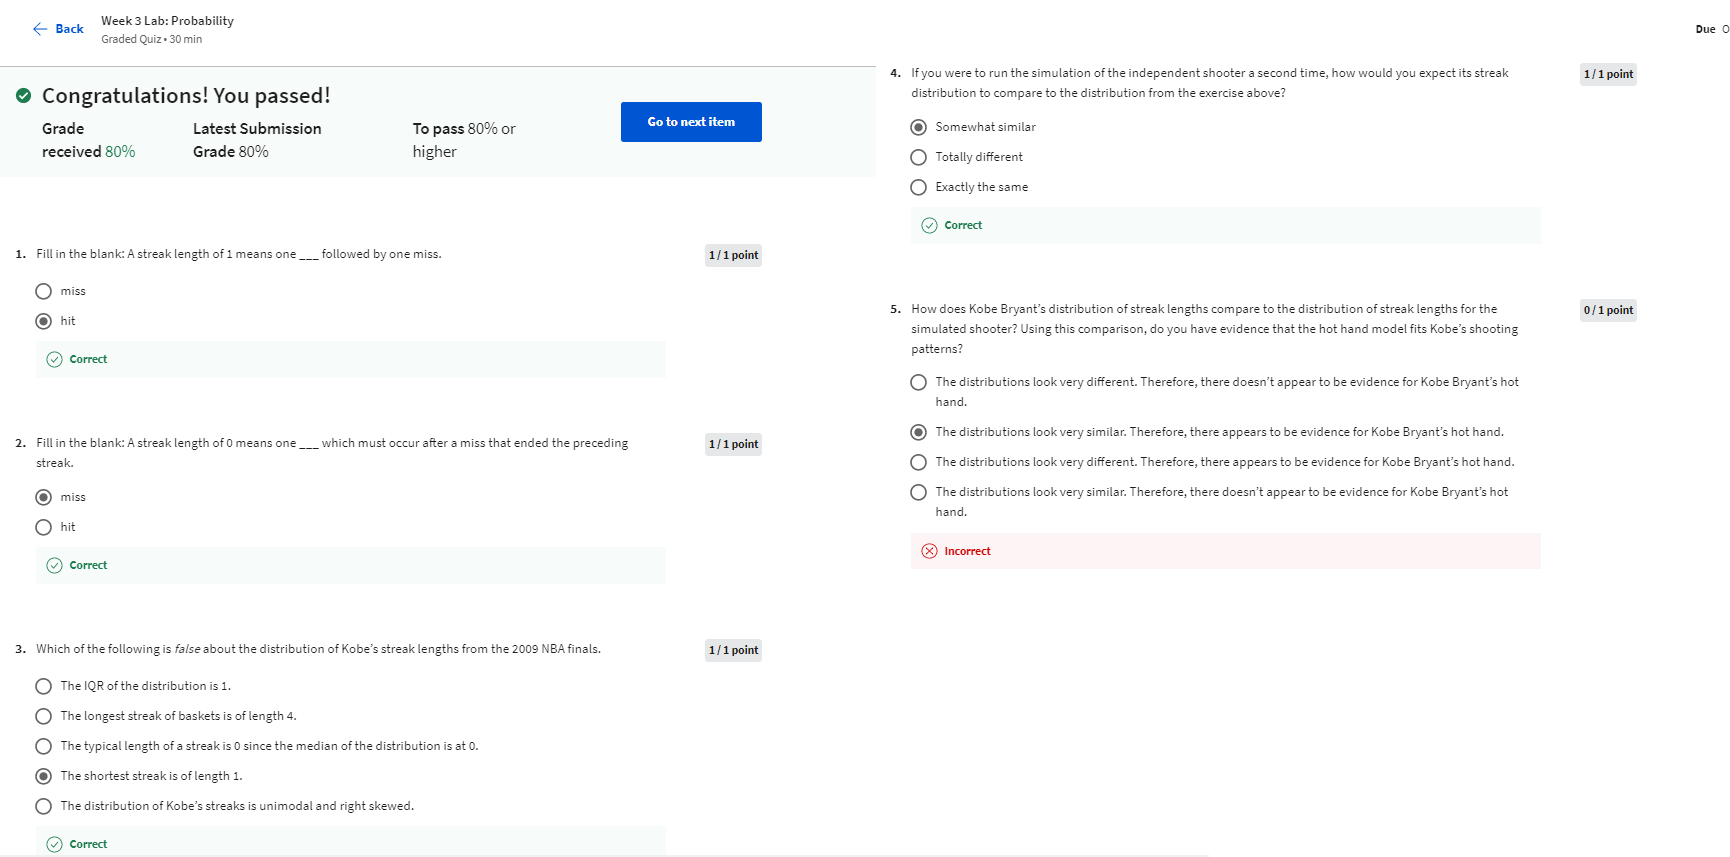 Back
Week 3 Lab: Probability
Graded Quiz • 30 min
Due
Congratulations! You passed!
Grade
received 80%
Latest Submission
Grade 80%
To pass 80% or
higher
Go to next item
1. Fill in the blank: A streak length of 1 means one ___ followed by one miss.
1 / 1 point
miss
hit
Correct
2. Fill in the blank: A streak length of 0 means one ___ which must occur after a miss that ended the preceding
streak.
1 / 1 point
miss
hit
Correct
3. Which of the following is false about the distribution of Kobe's streak lengths from the 2009 NBA finals.
1 / 1 point
The IQR of the distribution is 1.
The longest streak of baskets is of length 4.
The typical length of a streak is 0 since the median of the distribution is at 0.
The shortest streak is of length 1.
The distribution of Kobe's streaks is unimodal and right skewed.
Correct
4. If you were to run the simulation of the independent shooter a second time, how would you expect its streak
distribution to compare to the distribution from the exercise above?
1 / 1 point
Somewhat similar
Totally different
Exactly the same
Correct
5. How does Kobe Bryant's distribution of streak lengths compare to the distribution of streak lengths for the
simulated shooter? Using this comparison, do you have evidence that the hot hand model fits Kobe's shooting
patterns?
0 / 1 point
The distributions look very different. Therefore, there doesn't appear to be evidence for Kobe Bryant's hot
hand.
The distributions look very similar. Therefore, there appears to be evidence for Kobe Bryant's hot hand.
The distributions look very different. Therefore, there appears to be evidence for Kobe Bryant's hot hand.
The distributions look very similar. Therefore, there doesn't appear to be evidence for Kobe Bryant's hot
hand.
Incorrect